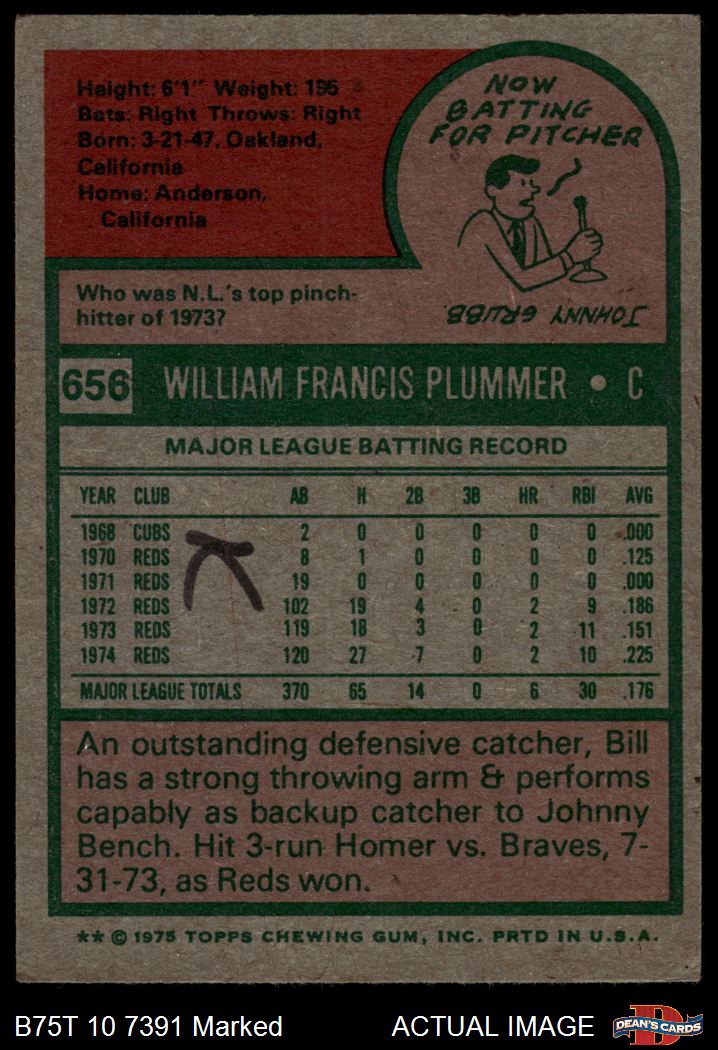 Height: 6'1" Weight: 195
Bats: Right Throws: Right
Born: 3-21-47, Oakland,
California
Home: Anderson,
California
NOW
BATTING
FOR PITCHER
Who was N.L.'s top pinch-
hitter of 1973?
JOHNNY GRUBB.
656 WILLIAM FRANCIS PLUMMER • C
MAJOR LEAGUE BATTING RECORD
YEAR CLUB AB H 2B 3B HR RBI AVG
1968 CUBS 2 0 0 0 0 0 .000
1970 REDS 8 1 0 0 0 0 .125
1971 REDS 19 0 0 0 0 0 .000
1972 REDS 102 19 4 0 2 9 .186
1973 REDS 119 18 3 0 2 11 .151
1974 REDS 120 27 7 0 2 10 .225
MAJOR LEAGUE TOTALS 370 65 14 0 6 30 .176
An outstanding defensive catcher, Bill
has a strong throwing arm & performs
capably as backup catcher to Johnny
Bench. Hit 3-run Homer vs. Braves, 7-
31-73, as Reds won.
** © 1975 TOPPS CHEWING GUM, INC. PRTD IN U.S.A.
B75T 10 7391 Marked ACTUAL IMAGE DEAN'S CARDS